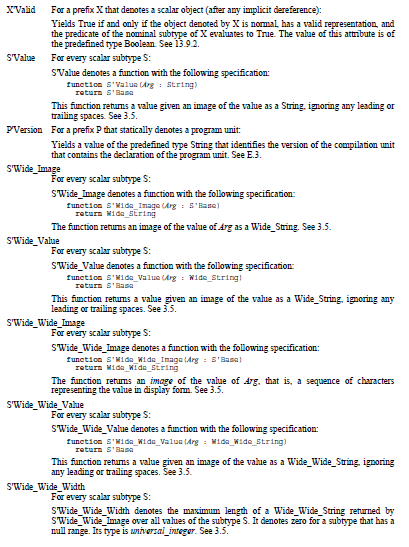 X'Valid For a prefix X that denotes a scalar object (after any implicit dereference):
Yields True if and only if the object denoted by X is normal, has a valid representation, and
the predicate of the nominal subtype of X evaluates to True. The value of this attribute is of
the predefined type Boolean. See 13.9.2.
S'Value For every scalar subtype S:
S'Value denotes a function with the following specification:
function S'Value(Arg : String)
return S'Base
This function returns a value given an image of the value as a String, ignoring any leading or
trailing spaces. See 3.5.
P'Version For a prefix P that statically denotes a program unit:
Yields a value of the predefined type String that identifies the version of the compilation unit
that contains the declaration of the program unit. See E.3.
S'Wide_Image
For every scalar subtype S:
S'Wide_Image denotes a function with the following specification:
function S'Wide_Image(Arg : S'Base)
return Wide_String
The function returns an image of the value of Arg as a Wide_String. See 3.5.
S'Wide_Value
For every scalar subtype S:
S'Wide_Value denotes a function with the following specification:
function S'Wide_Value(Arg : Wide_String)
return S'Base
This function returns a value given an image of the value as a Wide_String, ignoring any
leading or trailing spaces. See 3.5.
S'Wide_Wide_Image
For every scalar subtype S:
S'Wide_Wide_Image denotes a function with the following specification:
function S'Wide_Wide_Image(Arg : S'Base)
return Wide_Wide_String
The function returns an image of the value of Arg, that is, a sequence of characters
representing the value in display form. See 3.5.
S'Wide_Wide_Value
For every scalar subtype S:
S'Wide_Wide_Value denotes a function with the following specification:
function S'Wide_Wide_Value(Arg : Wide_Wide_String)
return S'Base
This function returns a value given an image of the value as a Wide_Wide_String, ignoring
any leading or trailing spaces. See 3.5.
S'Wide_Wide_Width
For every scalar subtype S:
S'Wide_Wide_Width denotes the maximum length of a Wide_Wide_String returned by
S'Wide_Wide_Image over all values of the subtype S. It denotes zero for a subtype that has a
null range. Its type is universal_integer. See 3.5.